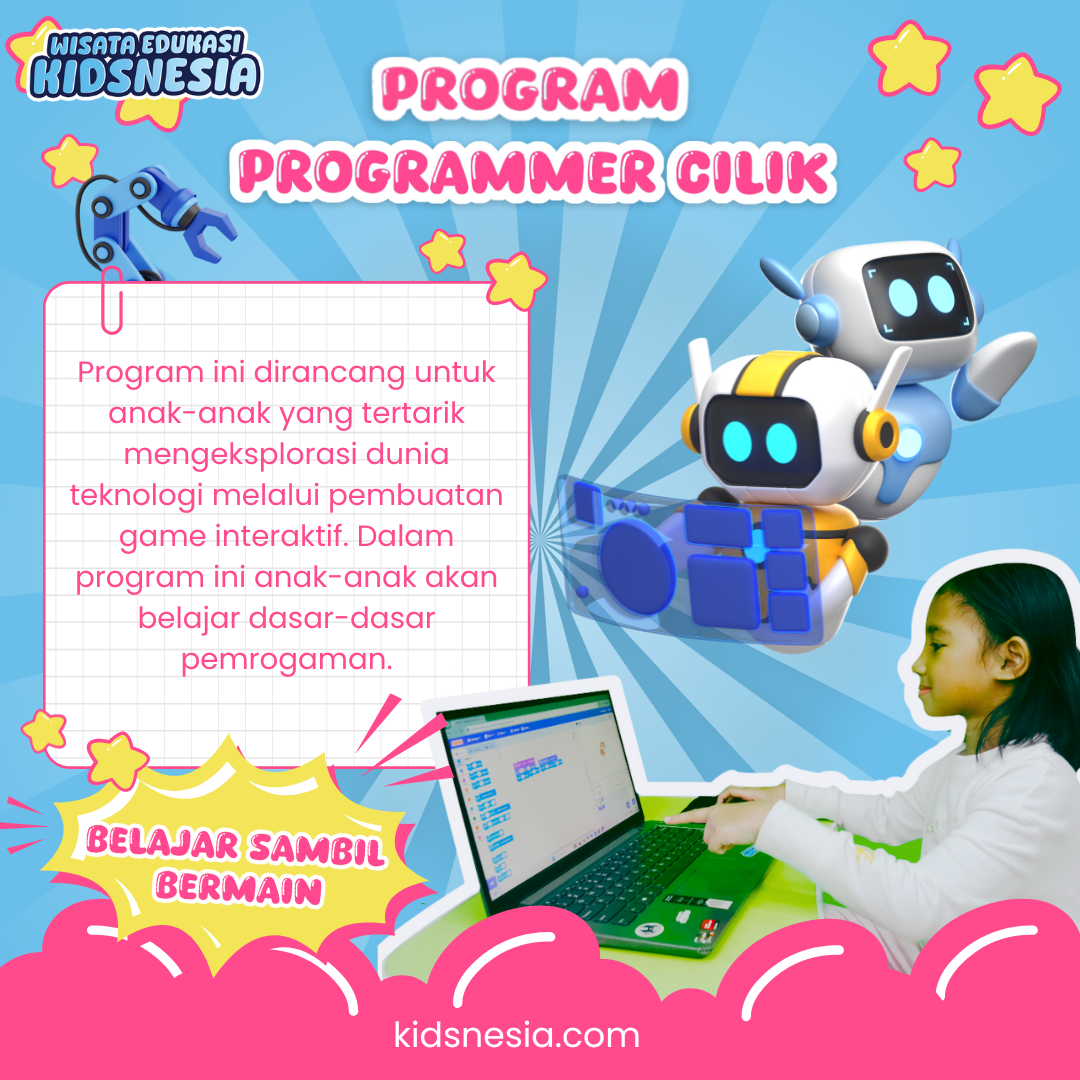 WISATA EDUKASI
KIDSNESIA
PROGRAM
PROGRAMMER CILIK
Program ini dirancang untuk
anak-anak yang tertarik
mengeksplorasi dunia
teknologi melalui pembuatan
game interaktif. Dalam
program ini anak-anak akan
belajar dasar-dasar
pemrogaman.
BELAJAR SAMBIL
BERMAIN
kidsnesia.com